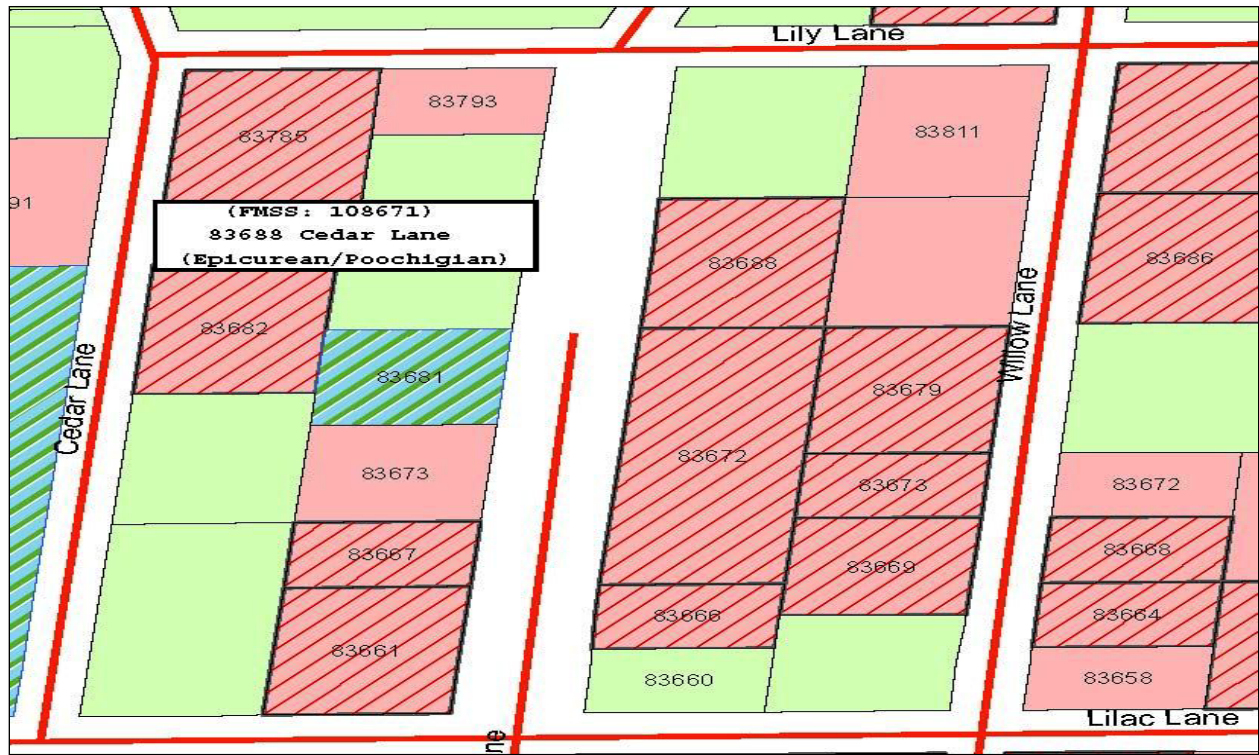 Lily Lane
83793
83785
83811
91
(FMSS: 108671)
83688 Cedar Lane
(Epicurean/Poochigian)
83688
83686
83682
Willow Lane
83681
83679
Cedar Lane
83672
83673
83673
83672
83667
83668
83669
83666
83664
83661
83660
83658
Lilac Lane
ne